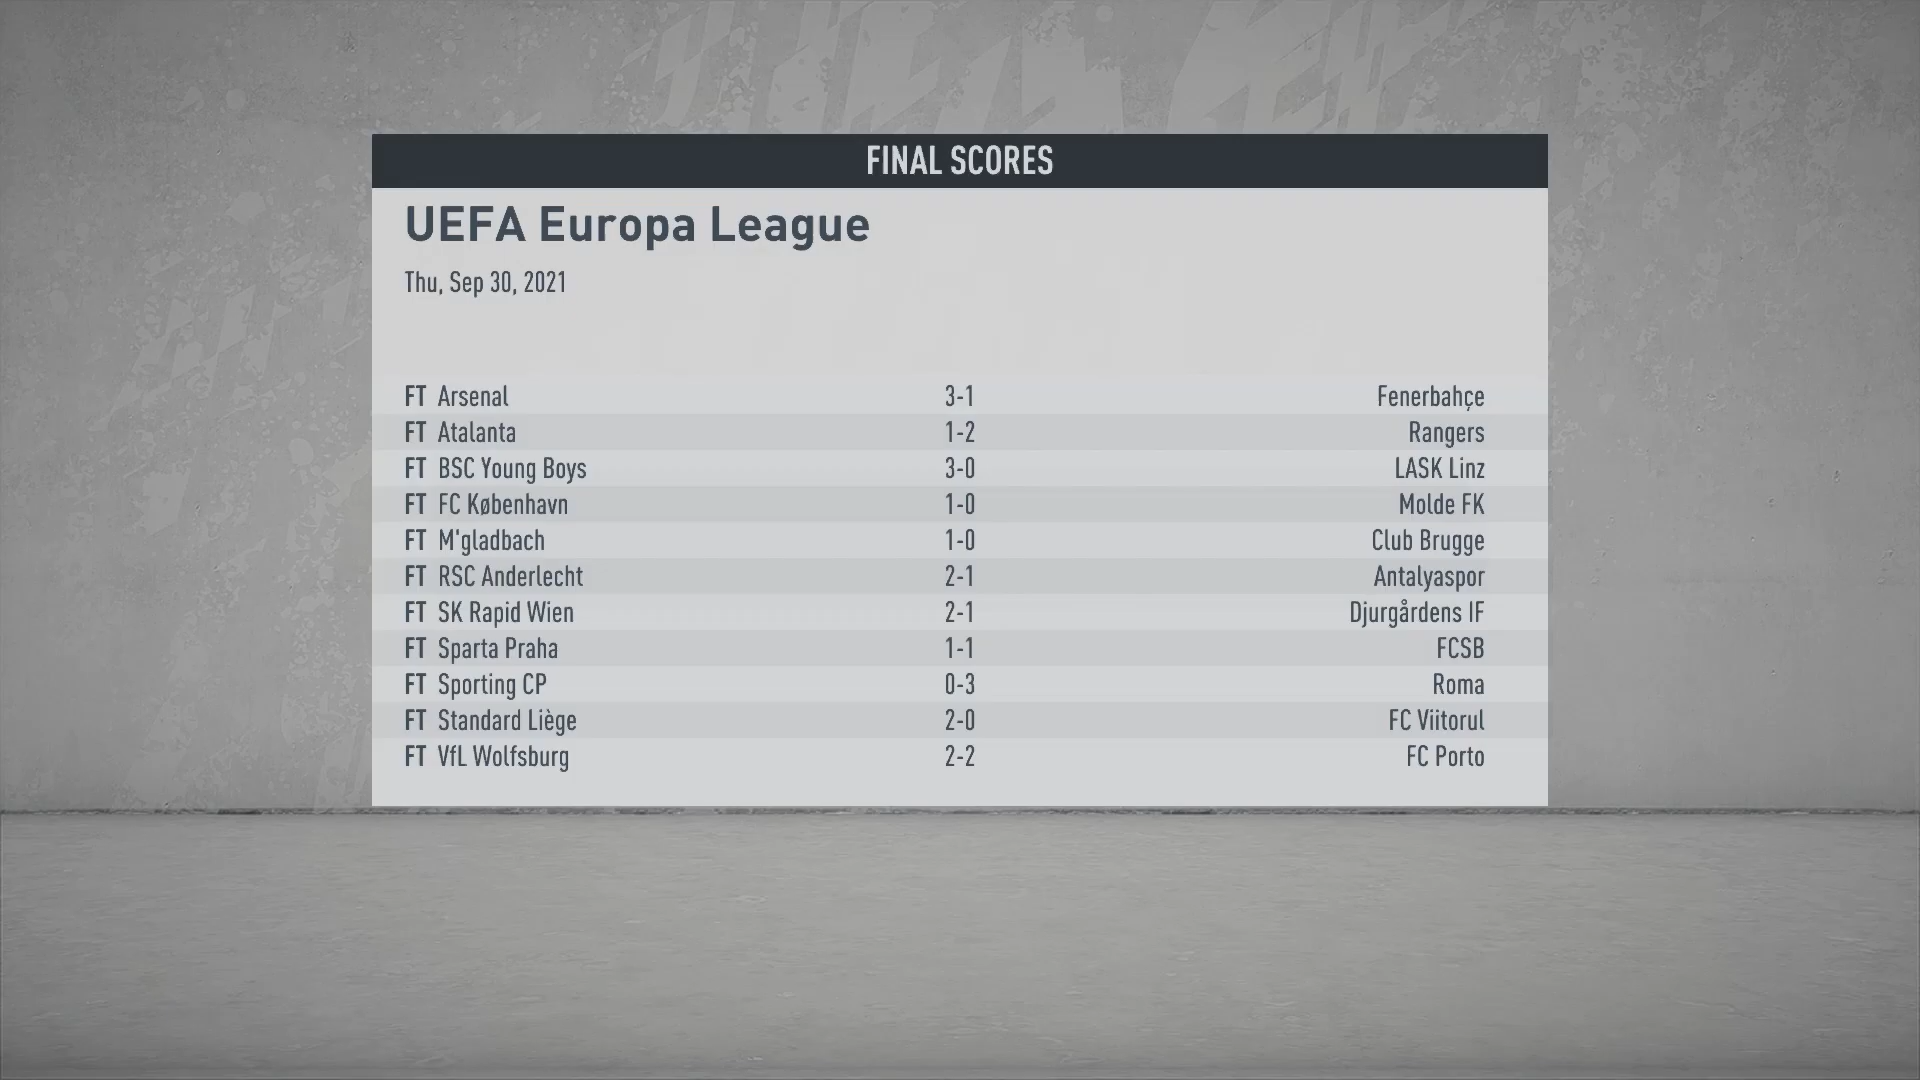 FINAL SCORES
UEFA Europa League
Thu, Sep 30, 2021
FT Arsenal 3-1 Fenerbahçe
FT Atalanta 1-2 Rangers
FT BSC Young Boys 3-0 LASK Linz
FT FC København 1-0 Molde FK
FT M'gladbach 1-0 Club Brugge
FT RSC Anderlecht 2-1 Antalyaspor
FT SK Rapid Wien 2-1 Djurgårdens IF
FT Sparta Praha 1-1 FCSB
FT Sporting CP 0-3 Roma
FT Standard Liège 2-0 FC Viitorul
FT VfL Wolfsburg 2-2 FC Porto